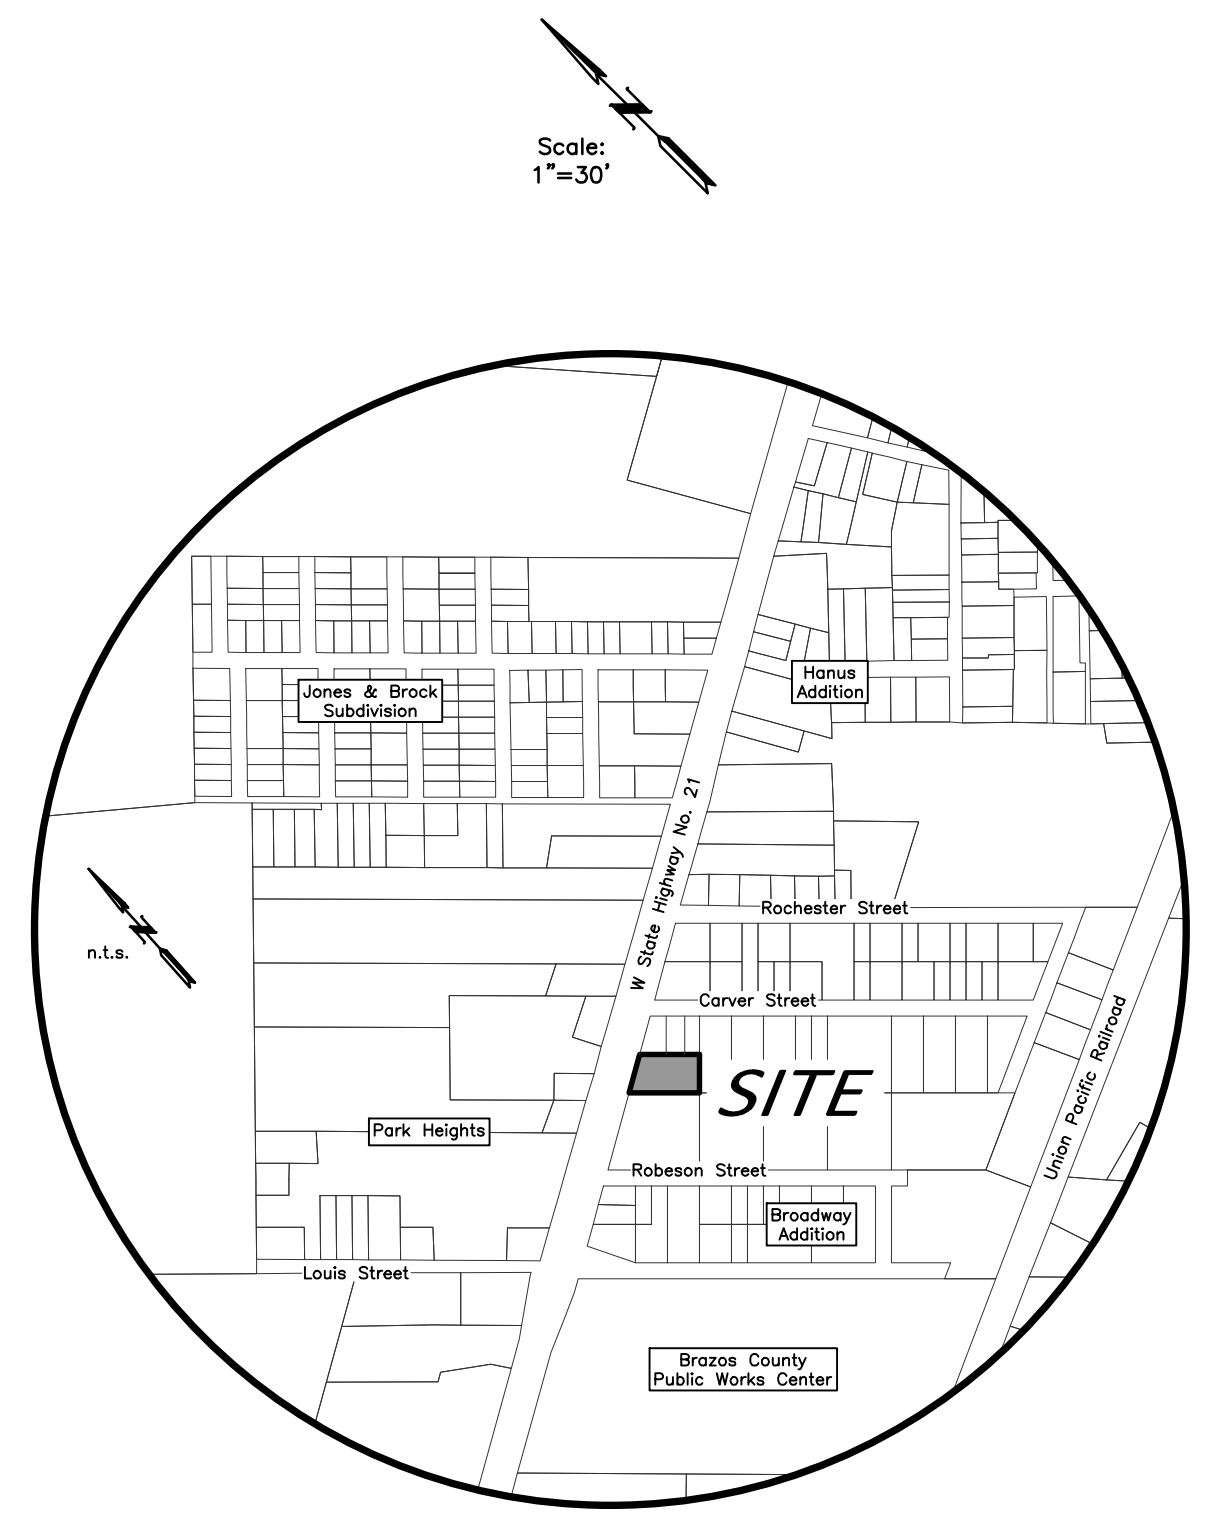 Scale:
1"=30'
Jones & Brock
Subdivision
Hanus
Addition
W State Highway No. 21
Rochester Street
n.t.s.
Carver Street
Union Pacific Railroad
SITE
Park Heights
Robeson Street
Broadway
Addition
Louis Street
Brazos County
Public Works Center